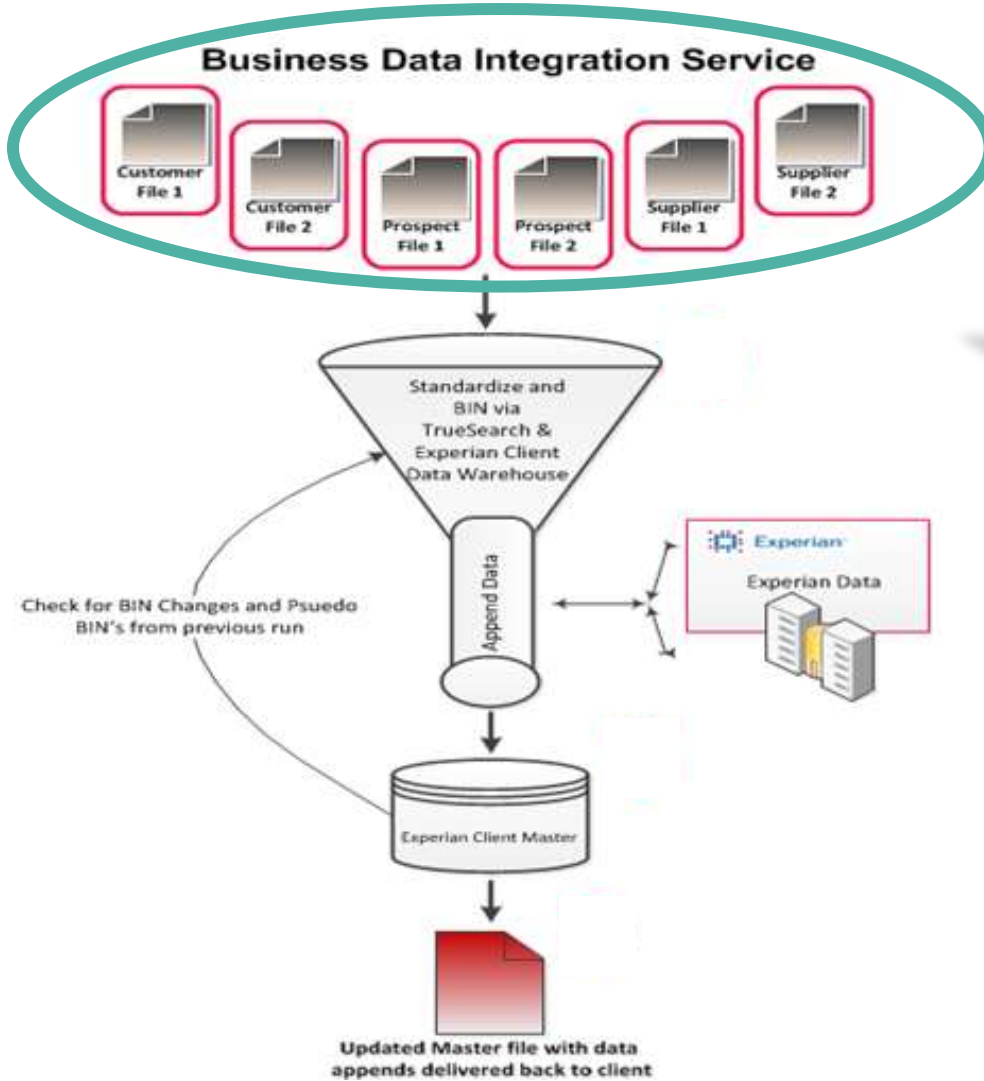 Business Data Integration Service
Customer
File 1
Customer
File 2
Prospect
File 1
Prospect
File 2
Supplier
File 1
Supplier
File 2
Standardize and
BIN via
TrueSearch &
Experian Client
Data Warehouse
Append Data
Experian
Experian Data
Check for BIN Changes and Psuedo
BIN's from previous run
Experian Client Master
Updated Master file with data
appends delivered back to client